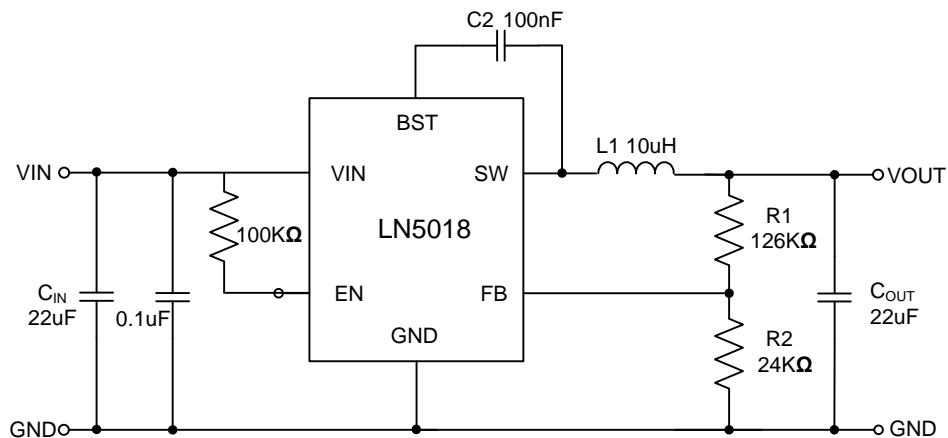 C2 100nF
BST
L1 10uH
VIN
VIN
SW
VOUT
LN5018
100KΩ
R1
126KΩ
EN
FB
CIN
22uF
0.1uF
COUT
22uF
GND
R2
24KΩ
GND
GND